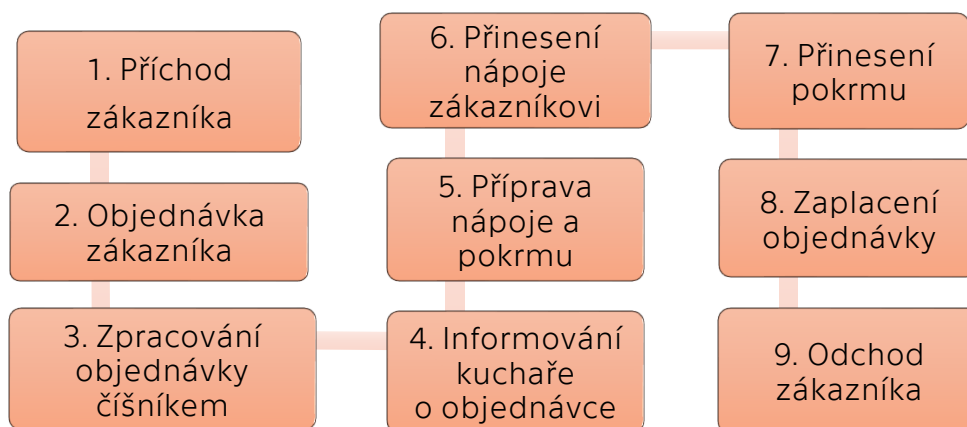 1. Příchod
zákazníka
2. Objednávka
zákazníka
3. Zpracování
objednávky
číšníkem
4. Informování
kuchaře
o objednávce
5. Příprava
nápoje a
pokrmu
6. Přinesení
nápoje
zákazníkovi
7. Přinesení
pokrmu
8. Zaplacení
objednávky
9. Odchod
zákazníka